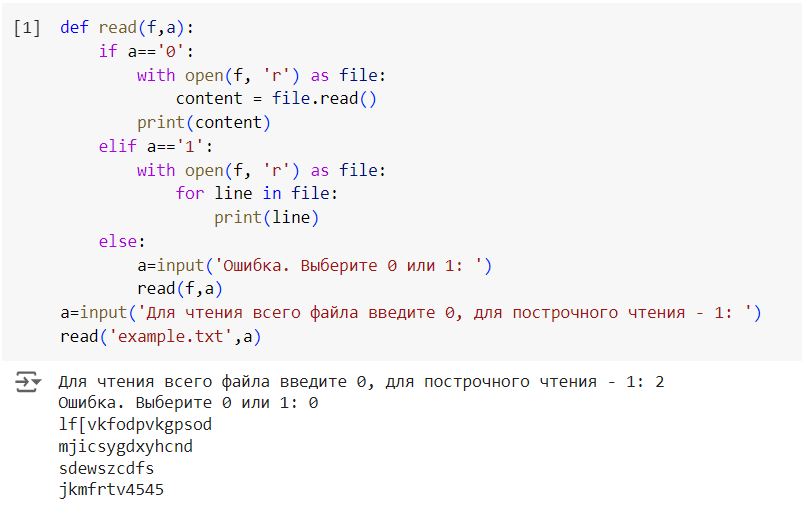 [1] def read(f,a):
    if a=='0':
        with open(f, 'r') as file:
            content = file.read()
        print(content)
    elif a=='1':
        with open(f, 'r') as file:
            for line in file:
                print(line)
    else:
        a=input('Ошибка. Выберите 0 или 1: ')
        read(f,a)
a=input('Для чтения всего файла введите 0, для построчного чтения - 1: ')
read('example.txt',a)
Для чтения всего файла введите 0, для построчного чтения - 1: 2
Ошибка. Выберите 0 или 1: 0
lf[vkfodpvkgpsod
mjicsygdxyhcnd
sdewszcdfs
jkmfrtv4545